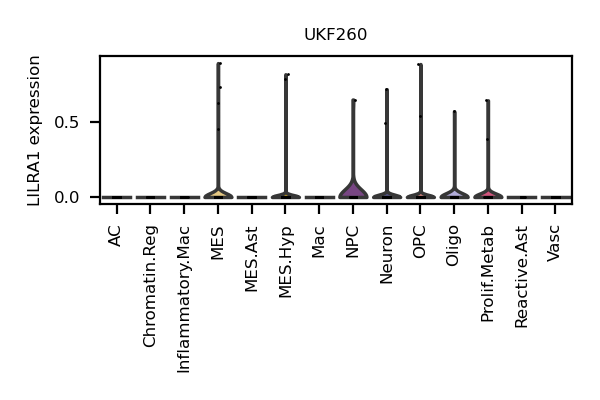 UKF260
LILRA1 expression
0.5
0.0
AC
Chromatin.Reg
Inflammatory.Mac
MES
MES.Ast
MES.Hyp
Mac
NPC
Neuron
OPC
Oligo
Prolif.Metab
Reactive.Ast
Vasc